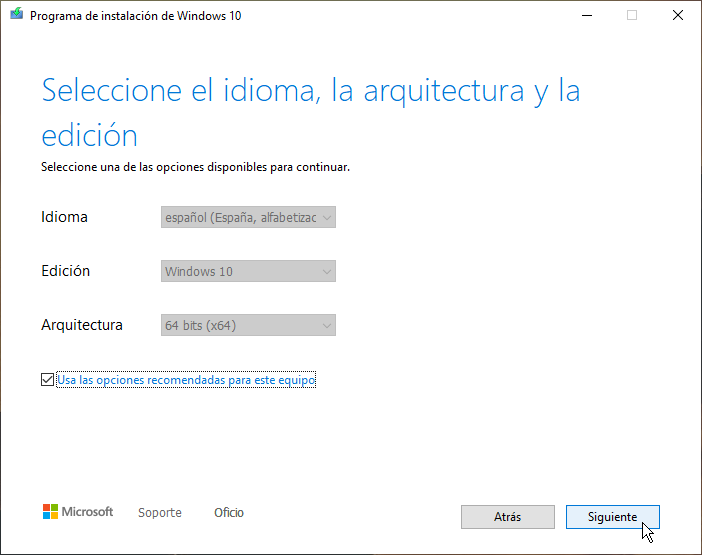 Programa de instalación de Windows 10
Seleccione el idioma, la arquitectura y la
edición
Seleccione una de las opciones disponibles para continuar.
Idioma
español (España, alfabetizac
Edición
Windows 10
Arquitectura
64 bits (x64)
Usa las opciones recomendadas para este equipo
Microsoft
Soporte
Oficio
Atrás
Siguiente